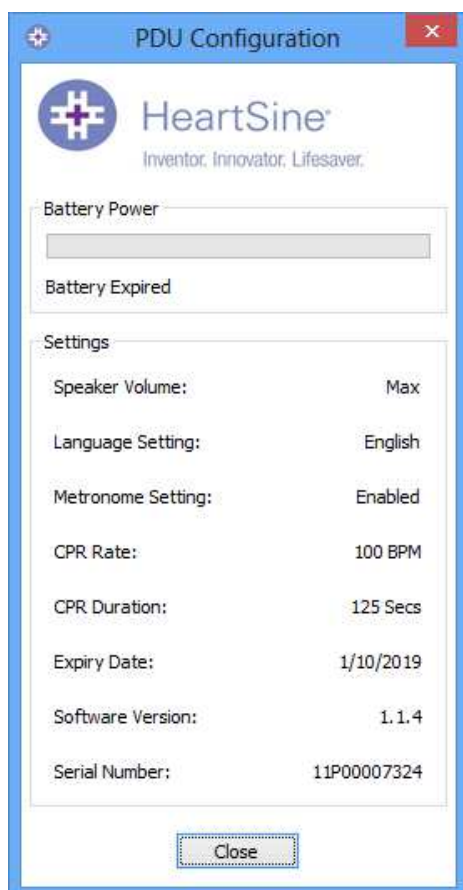 PDU Configuration
HeartSine®
Inventor. Innovator. Lifesaver.
Battery Power
Battery Expired
Settings
Speaker Volume: Max
Language Setting: English
Metronome Setting: Enabled
CPR Rate: 100 BPM
CPR Duration: 125 Secs
Expiry Date: 1/10/2019
Software Version: 1.1.4
Serial Number: 11P00007324
Close